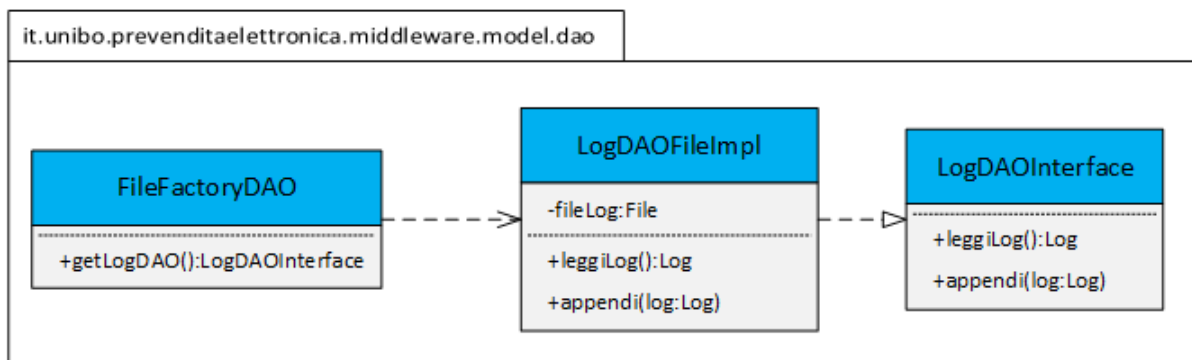 it.unibo.prevenditaelettronica.middleware.model.dao
FileFactoryDAO
+getLogDAO():LogDAOInterface
LogDAOFileImpl
-fileLog:File
+leggiLog():Log
+appendi(log:Log)
LogDAOInterface
+leggiLog():Log
+appendi(log:Log)